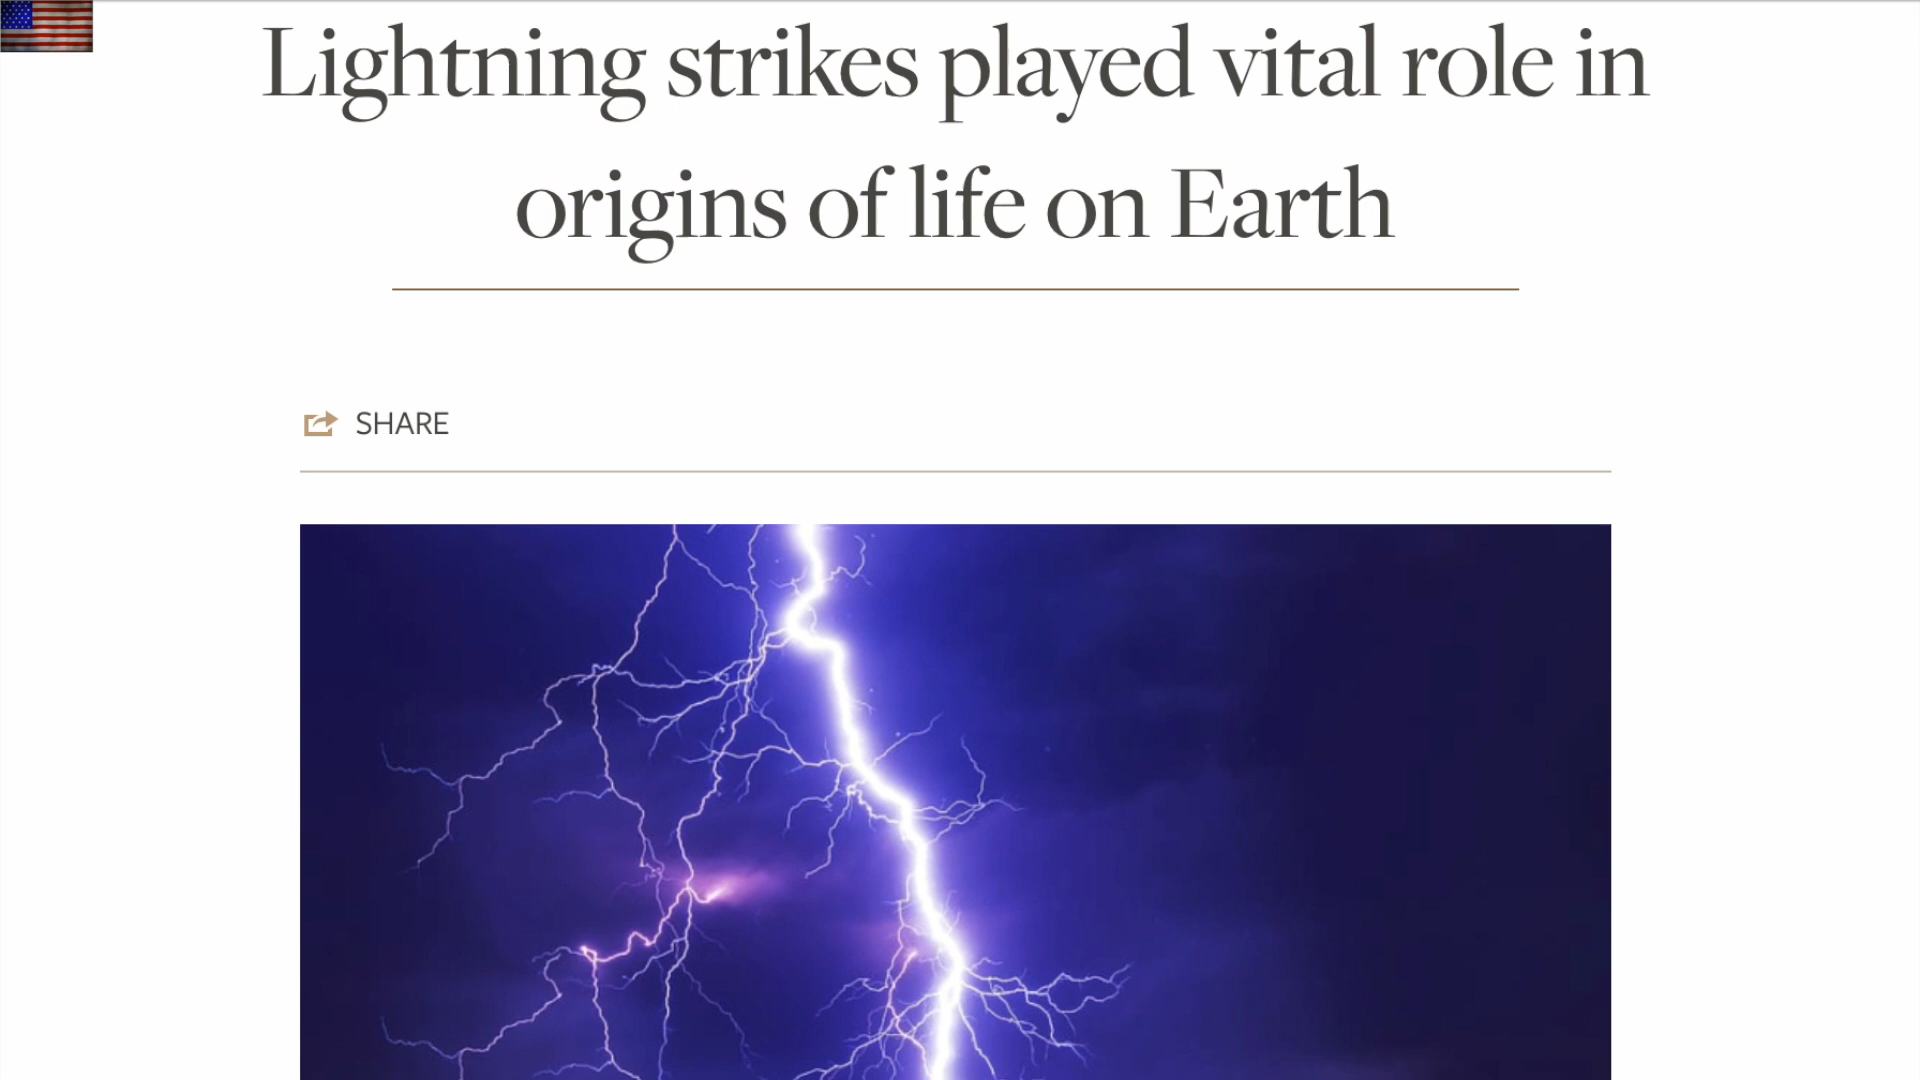 Lightning strikes played vital role in
origins of life on Earth
SHARE